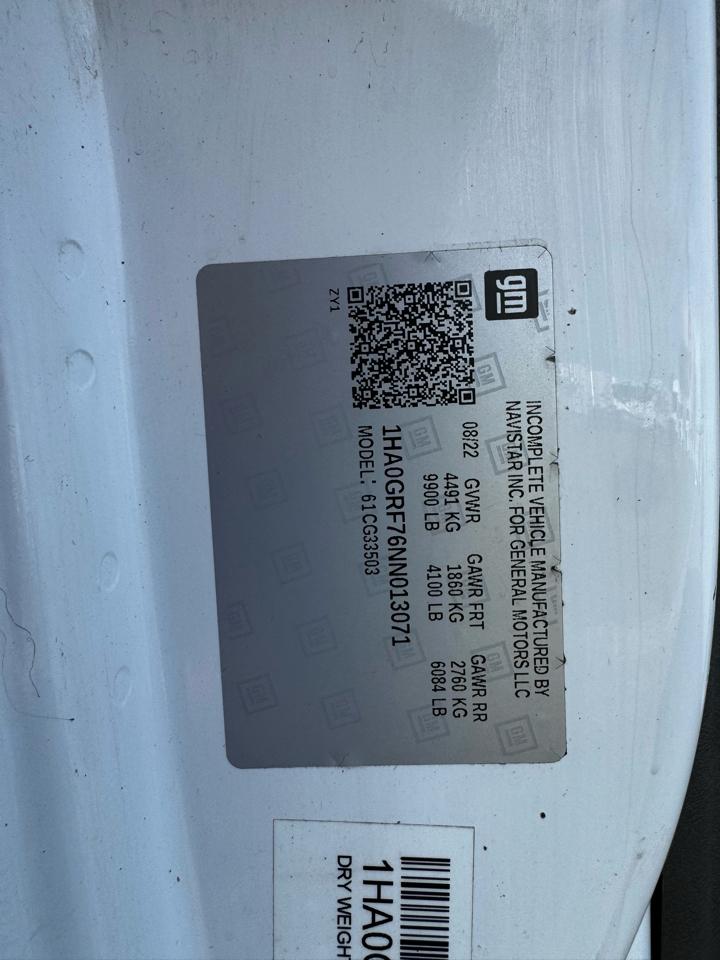 gm
INCOMPLETE VEHICLE MANUFACTURED BY
NAVISTAR INC. FOR GENERAL MOTORS LLC
08/22 GVWR GAWR FRT GAWR RR
4491 KG 1860 KG 2760 KG
9900 LB 4100 LB 6084 LB
1HA0GRF76NN013071
MODEL: 61CG33503
ZY1
1HA0
DRY WEIGHT